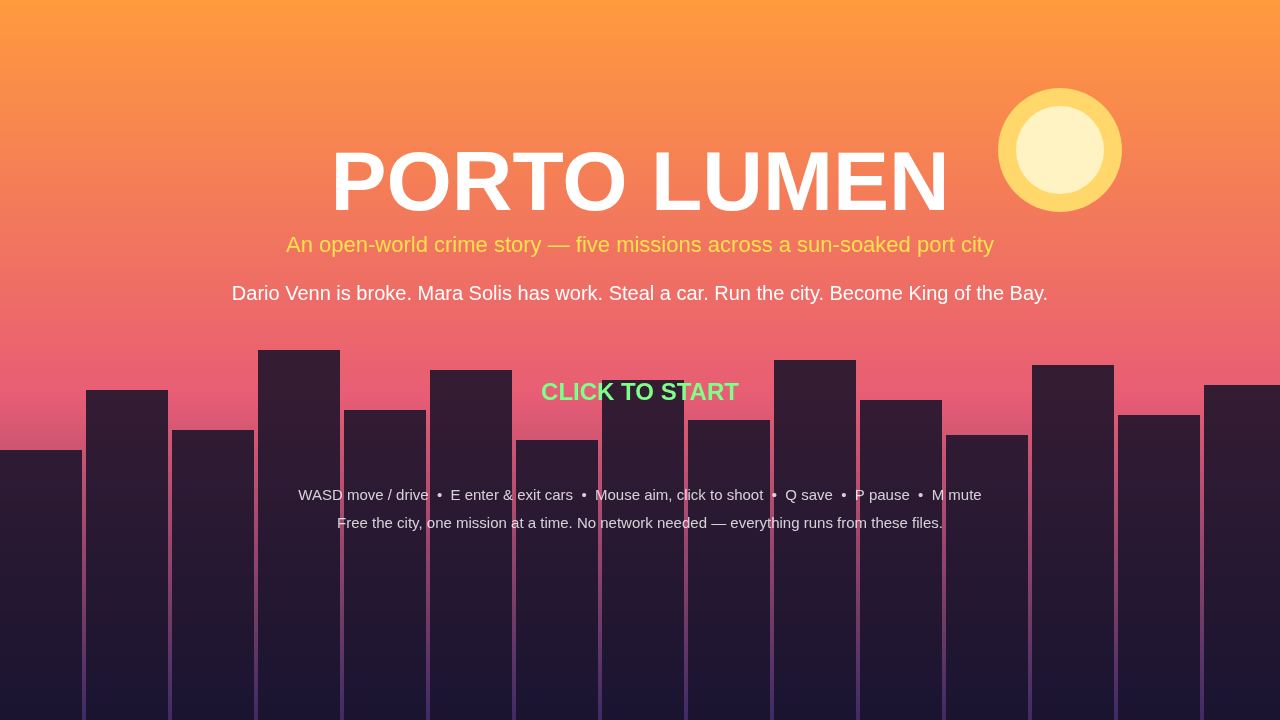 PORTO LUMEN
An open-world crime story — five missions across a sun-soaked port city
Dario Venn is broke. Mara Solis has work. Steal a car. Run the city. Become King of the Bay.
CLICK TO START
WASD move / drive • E enter & exit cars • Mouse aim, click to shoot • Q save • P pause • M mute
Free the city, one mission at a time. No network needed — everything runs from these files.